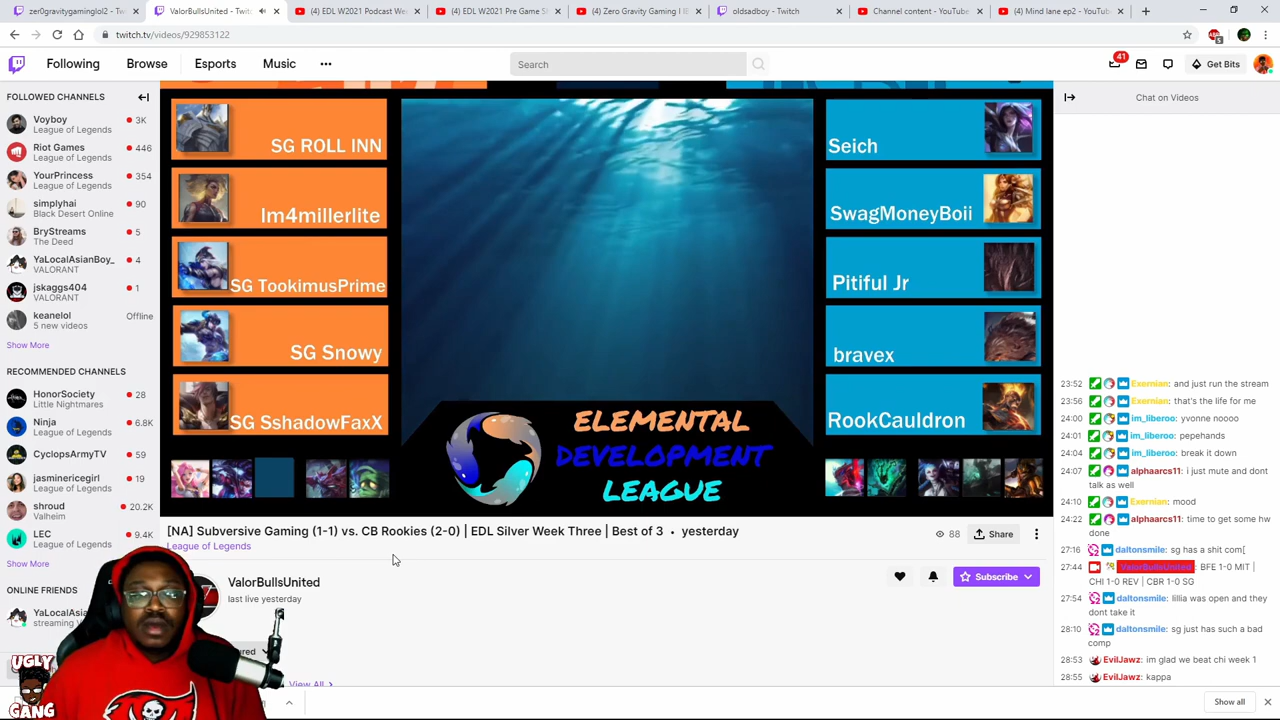 zer0gravitygaminglol2 - Twitch
ValorBullsUnited - Twitch
(4) EDL W2021 Podcast We
(4) EDL W2021 Pre Game S
(4) Zero Gravity Gaming I IE
oldsadboy - Twitch
Channel content - YouTube
(4) Mind lane ep2 - YouTub
twitch.tv/videos/929853122
Following
Browse
Esports
Music
Search
41
Get Bits
FOLLOWED CHANNELS
Voyboy 3K
League of Legends
Riot Games 446
League of Legends
YourPrincess 354
League of Legends
simplyhai 90
Black Desert Online
BryStreams 5
The Deed
YaLocalAsianBoy_ 4
VALORANT
jskaggs404 1
VALORANT
keanelol Offline
5 new videos
Show More
RECOMMENDED CHANNELS
HonorSociety 28
Little Nightmares
Ninja 6.8K
League of Legends
CyclopsArmyTV 59
jasminericegirl 19
League of Legends
shroud 20.2K
Valheim
LEC 9.4K
League of Legends
Show More
ONLINE FRIENDS
YaLocalAsia
streaming V
UGLY
GANG
SG ROLL INN
Im4millerlite
SG TookimusPrime
SG Snowy
SG SshadowFaxX
Seich
SwagMoneyBoii
Pitiful Jr
bravex
RookCauldron
ELEMENTAL
DEVELOPMENT
LEAGUE
[NA] Subversive Gaming (1-1) vs. CB Rookies (2-0) | EDL Silver Week Three | Best of 3 • yesterday
League of Legends
88
Share
ValorBullsUnited
last live yesterday
Subscribe
View All
Chat on Videos
23:52 Exernian: and just run the stream
23:56 Exernian: that's the life for me
24:00 im_liberoo: yvonne noooo
24:01 im_liberoo: pepehands
24:04 im_liberoo: break it down
24:07 alphaarcs11: i just mute and dont
talk as well
24:10 Exernian: mood
24:22 alphaarcs11: time to get some hw
done
27:16 daltonsmile: sg has a shit com[
27:44 ValorBullsUnited: BFE 1-0 MIT |
CHI 1-0 REV | CBR 1-0 SG
27:54 daltonsmile: lillia was open and they
dont take it
28:10 daltonsmile: sg just has such a bad
comp
28:53 EvilJawz: im glad we beat chi week 1
28:55 EvilJawz: kappa
Show all